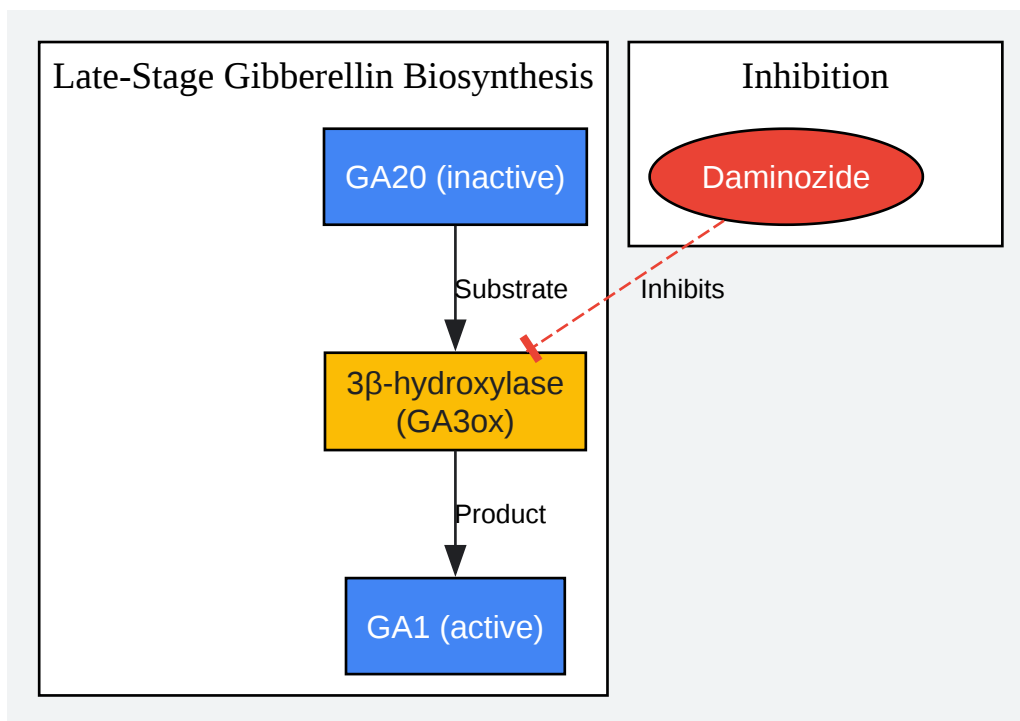 Late-Stage Gibberellin Biosynthesis
Inhibition
GA20 (inactive)
Daminozide
Substrate
Inhibits
3β-hydroxylase
(GA3ox)
Product
GA1 (active)